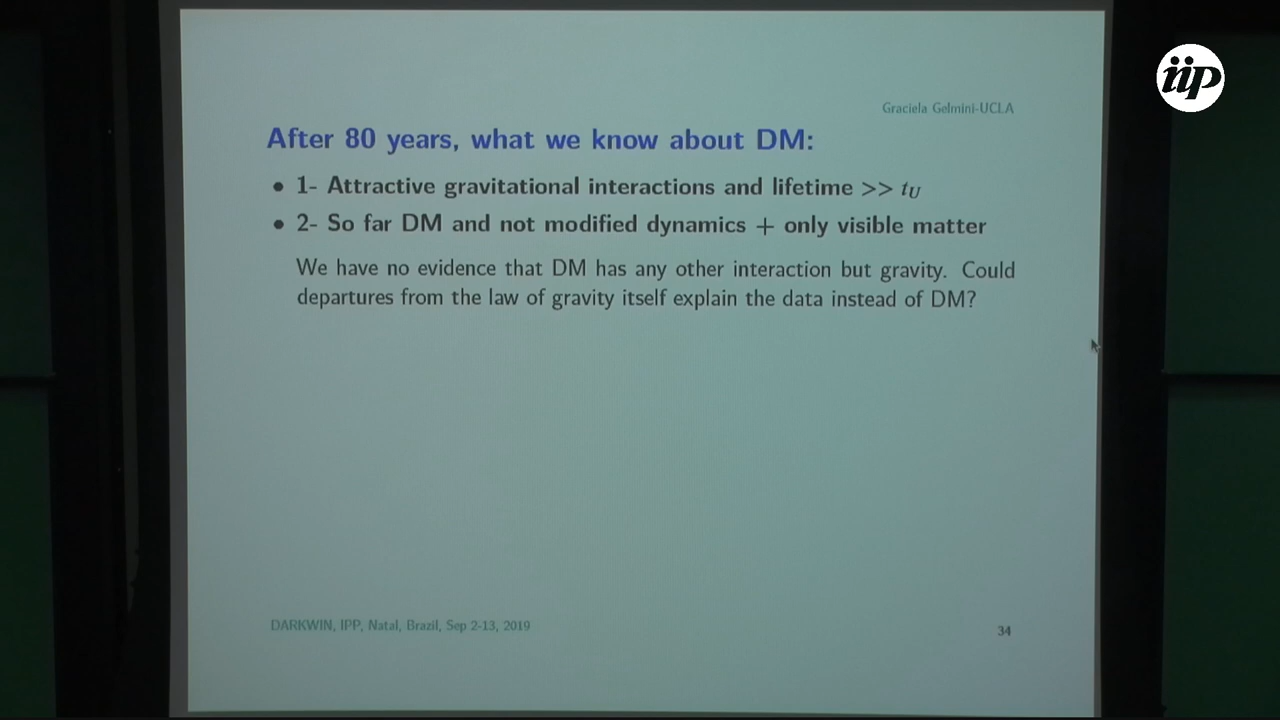 iip
Graciela Gelmini-UCLA
After 80 years, what we know about DM:
• 1- Attractive gravitational interactions and lifetime >> t_U
• 2- So far DM and not modified dynamics + only visible matter
We have no evidence that DM has any other interaction but gravity. Could
departures from the law of gravity itself explain the data instead of DM?
DARKWIN, IPP, Natal, Brazil, Sep 2-13, 2019
34